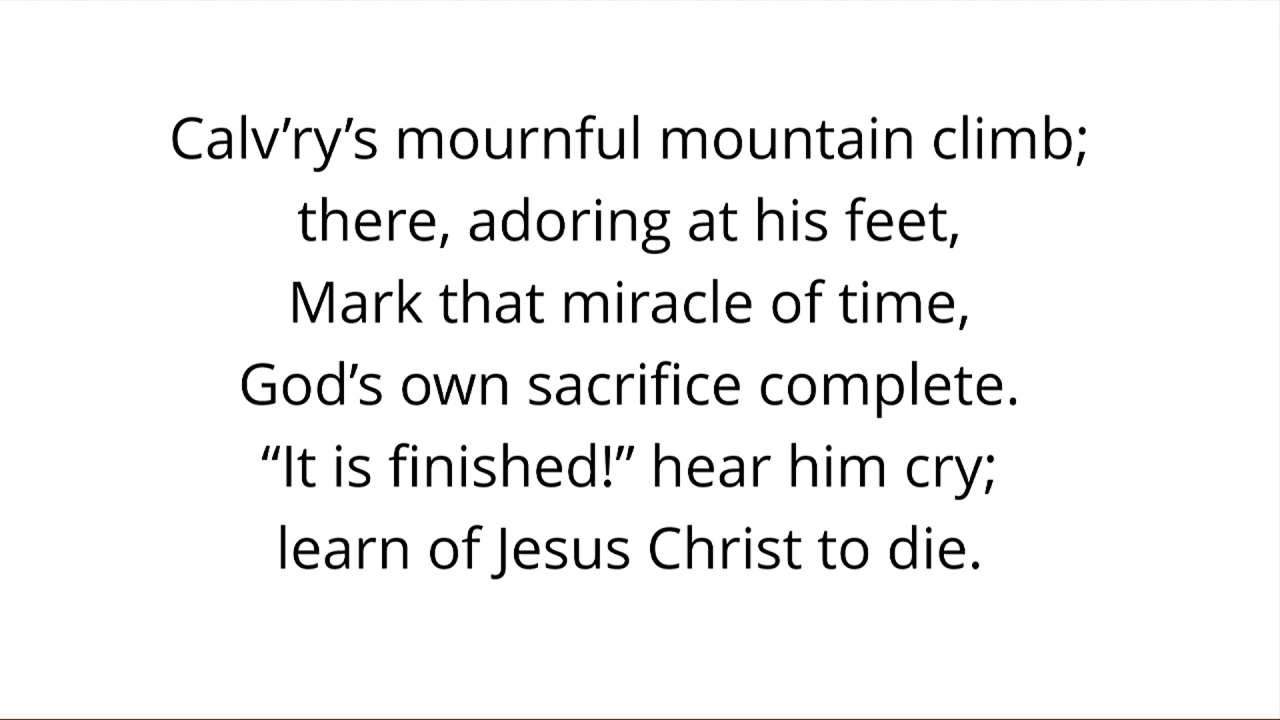 Calv’ry’s mournful mountain climb;
there, adoring at his feet,
Mark that miracle of time,
God’s own sacrifice complete.
“It is finished!” hear him cry;
learn of Jesus Christ to die.